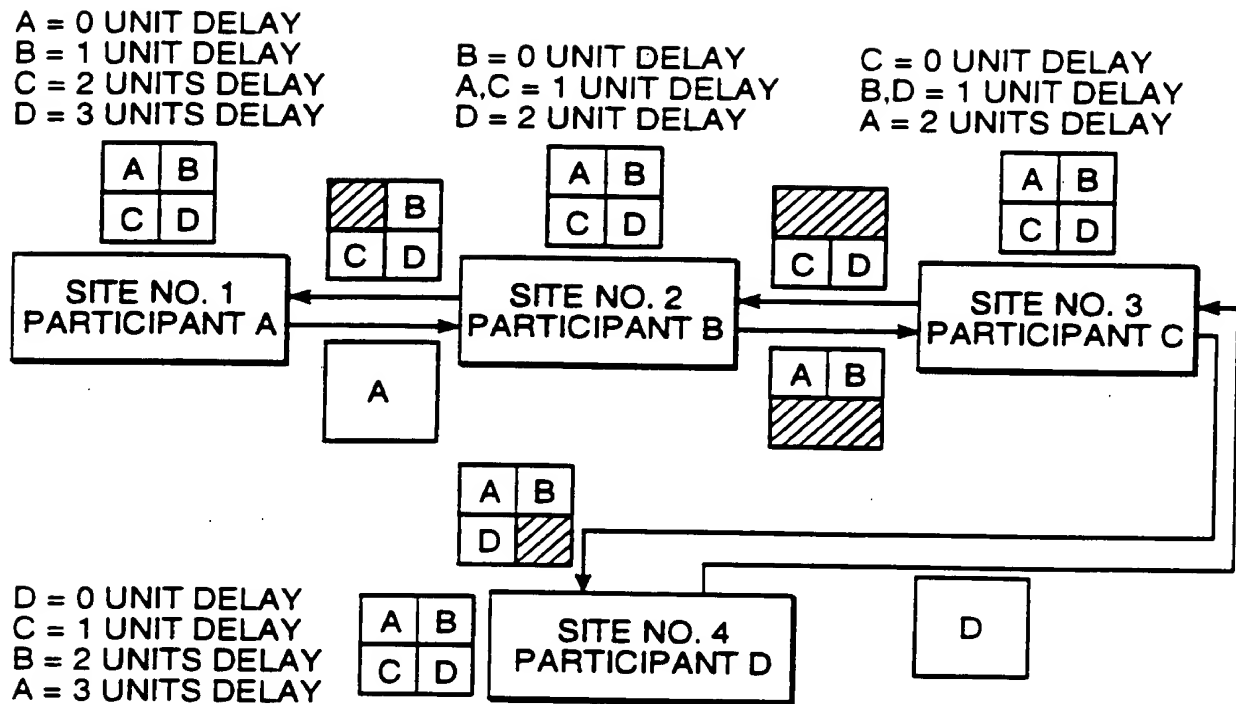 A = 0 UNIT DELAY
B = 1 UNIT DELAY
C = 2 UNITS DELAY
D = 3 UNITS DELAY
B = 0 UNIT DELAY
A,C = 1 UNIT DELAY
D = 2 UNIT DELAY
C = 0 UNIT DELAY
B,D = 1 UNIT DELAY
A = 2 UNITS DELAY
A B
C D
B
C D
A B
C D
C D
A B
C D
SITE NO. 1
PARTICIPANT A
SITE NO. 2
PARTICIPANT B
SITE NO. 3
PARTICIPANT C
A
A B
A B
D
D = 0 UNIT DELAY
C = 1 UNIT DELAY
B = 2 UNITS DELAY
A = 3 UNITS DELAY
A B
C D
SITE NO. 4
PARTICIPANT D
D